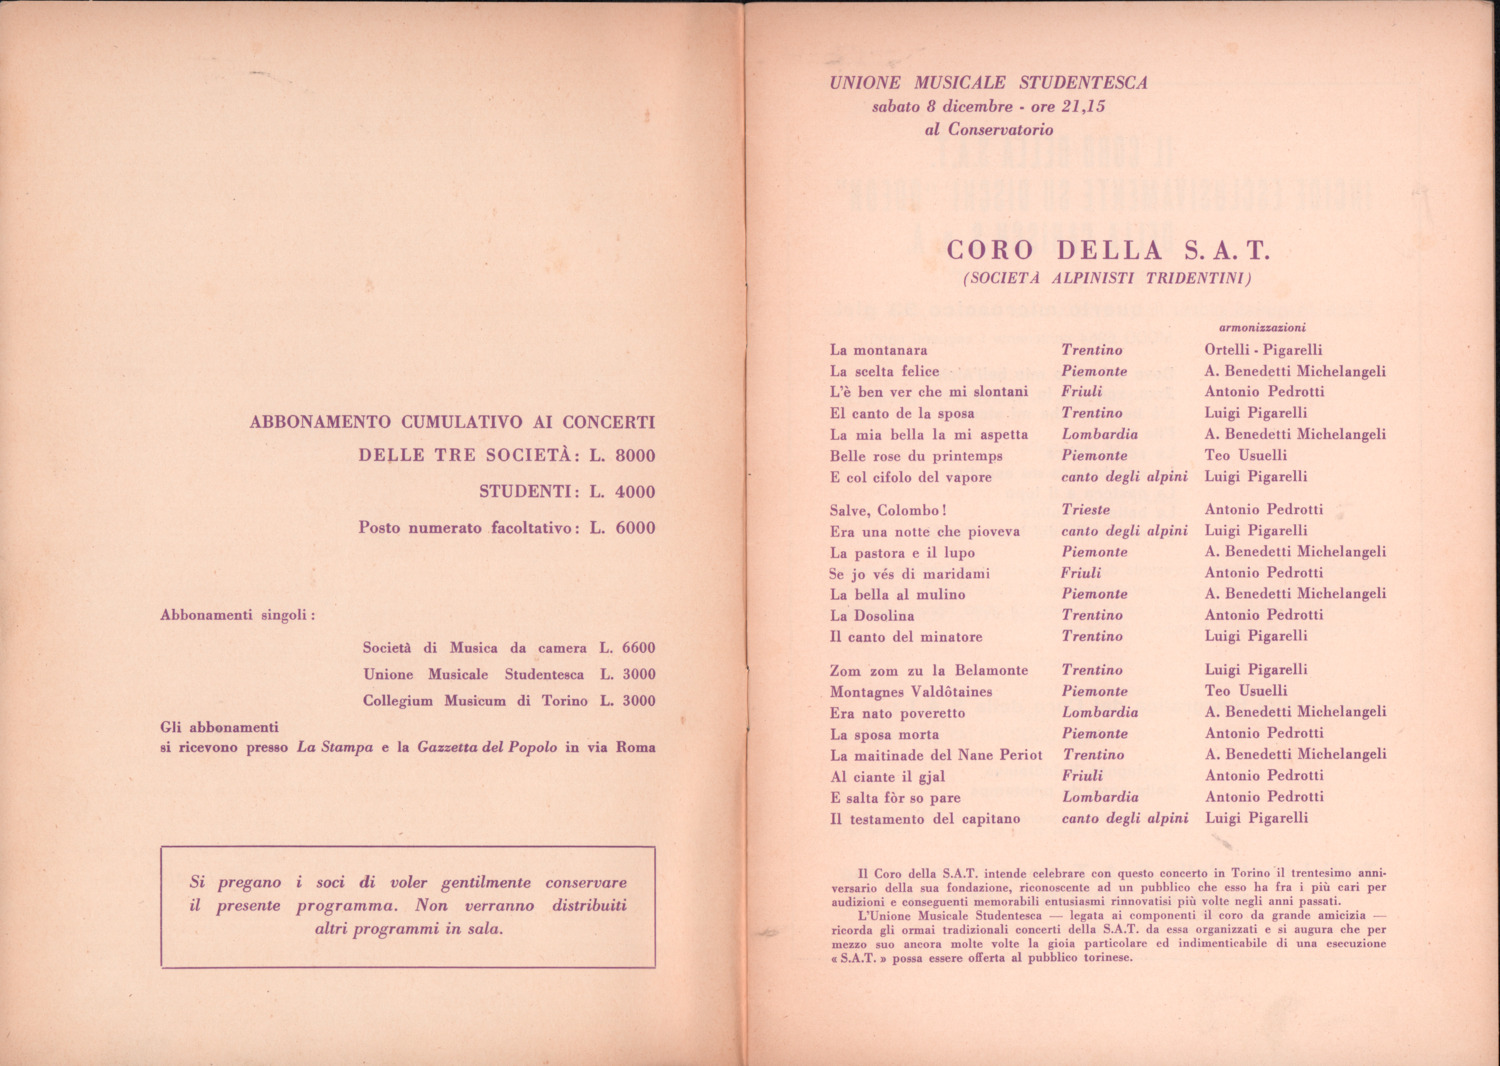 ABBONAMENTO CUMULATIVO AI CONCERTI
DELLE TRE SOCIETÀ: L. 8000
STUDENTI: L. 4000
Posto numerato facoltativo: L. 6000
Abbonamenti singoli:
Società di Musica da camera L. 6600
Unione Musicale Studentesca L. 3000
Collegium Musicum di Torino L. 3000
Gli abbonamenti
si ricevono presso La Stampa e la Gazzetta del Popolo in via Roma
Si pregano i soci di voler gentilmente conservare
il presente programma. Non verranno distribuiti
altri programmi in sala.
UNIONE MUSICALE STUDENTESCA
sabato 8 dicembre - ore 21,15
al Conservatorio
CORO DELLA S. A. T.
(SOCIETÀ ALPINISTI TRIDENTINI)
armonizzazioni
La montanara Trentino Ortelli - Pigarelli
La scelta felice Piemonte A. Benedetti Michelangeli
L'è ben ver che mi slontani Friuli Antonio Pedrotti
El canto de la sposa Trentino Luigi Pigarelli
La mia bella la mi aspetta Lombardia A. Benedetti Michelangeli
Belle rose du printemps Piemonte Teo Usuelli
E col cifolo del vapore canto degli alpini Luigi Pigarelli
Salve, Colombo! Trieste Antonio Pedrotti
Era una notte che pioveva canto degli alpini Luigi Pigarelli
La pastora e il lupo Piemonte A. Benedetti Michelangeli
Se jo vés di maridami Friuli Antonio Pedrotti
La bella al mulino Piemonte A. Benedetti Michelangeli
La Dosolina Trentino Antonio Pedrotti
Il canto del minatore Trentino Luigi Pigarelli
Zom zom zu la Belamonte Trentino Luigi Pigarelli
Montagnes Valdôtaines Piemonte Teo Usuelli
Era nato poveretto Lombardia A. Benedetti Michelangeli
La sposa morta Piemonte Antonio Pedrotti
La maitinade del Nane Periot Trentino A. Benedetti Michelangeli
Al ciante il gjal Friuli Antonio Pedrotti
E salta fòr so pare Lombardia Antonio Pedrotti
Il testamento del capitano canto degli alpini Luigi Pigarelli
Il Coro della S.A.T. intende celebrare con questo concerto in Torino il trentesimo anni-
versario della sua fondazione, riconoscente ad un pubblico che esso ha fra i più cari per
audizioni e conseguenti memorabili entusiasmi rinnovatisi più volte negli anni passati.
L'Unione Musicale Studentesca — legata ai componenti il coro da grande amicizia —
ricorda gli ormai tradizionali concerti della S.A.T. da essa organizzati e si augura che per
mezzo suo ancora molte volte la gioia particolare ed indimenticabile di una esecuzione
« S.A.T. » possa essere offerta al pubblico torinese.